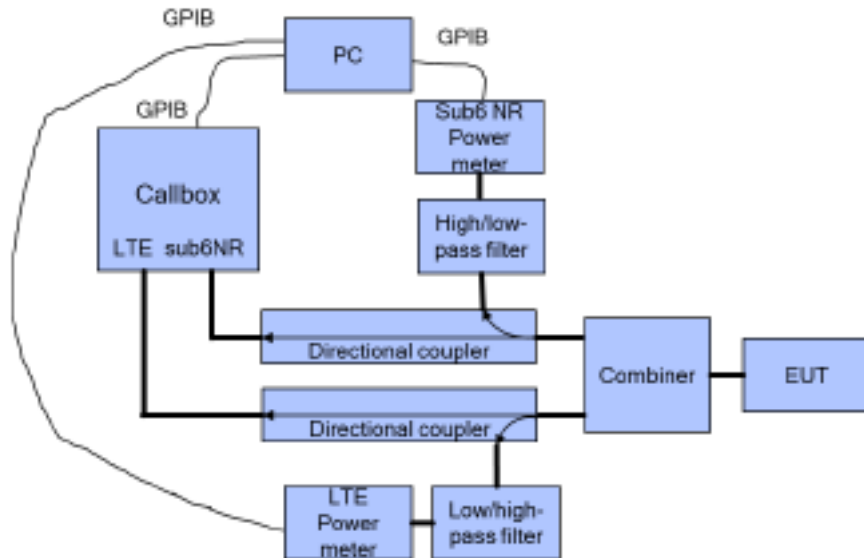 GPIB
PC
GPIB
GPIB
Sub6 NR
Power
meter
Callbox
LTE sub6NR
High/low-
pass filter
Directional coupler
Combiner
EUT
Directional coupler
LTE
Power
meter
Low/high-
pass filter